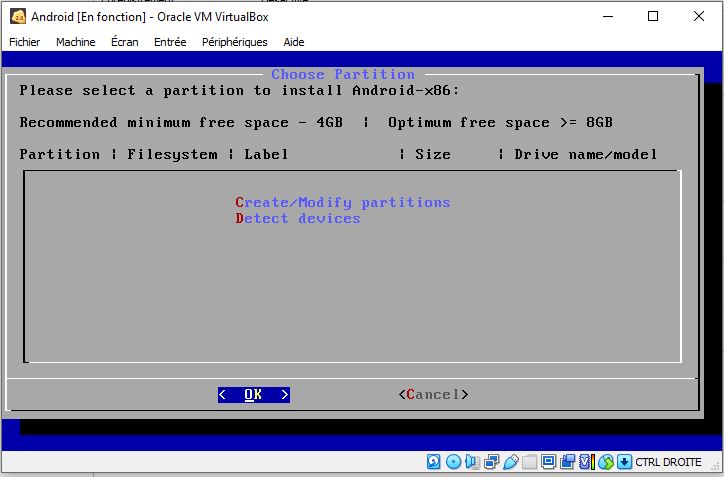 Android [En fonction] - Oracle VM VirtualBox
Fichier Machine Écran Entrée Périphériques Aide
Choose Partition
Please select a partition to install Android-x86:
Recommended minimum free space - 4GB ¦ Optimum free space >= 8GB
Partition ¦ Filesystem ¦ Label ¦ Size ¦ Drive name/model
Create/Modify partitions
Detect devices
< OK > <Cancel>
CTRL DROITE